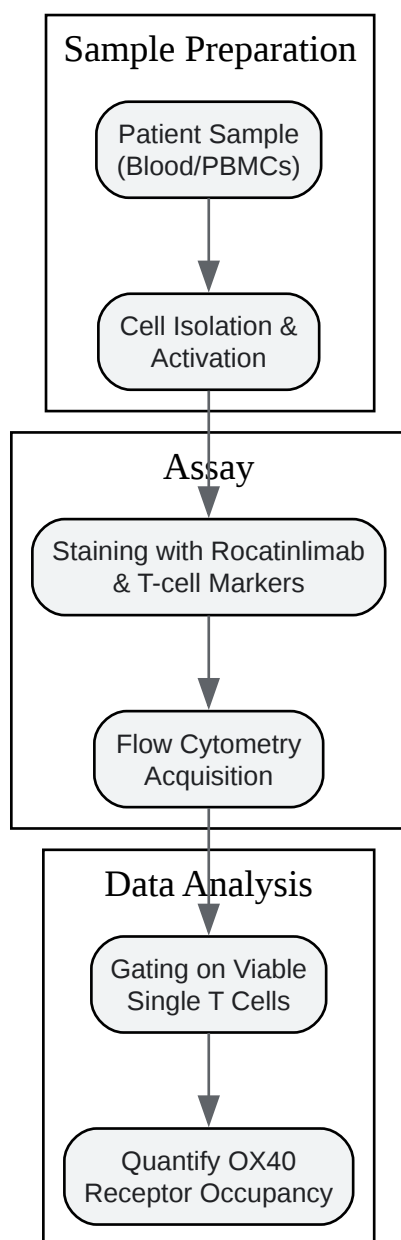 Sample Preparation
Patient Sample
(Blood/PBMCs)
Cell Isolation &
Activation
Assay
Staining with Rocatinlimab
& T-cell Markers
Flow Cytometry
Acquisition
Data Analysis
Gating on Viable
Single T Cells
Quantify OX40
Receptor Occupancy